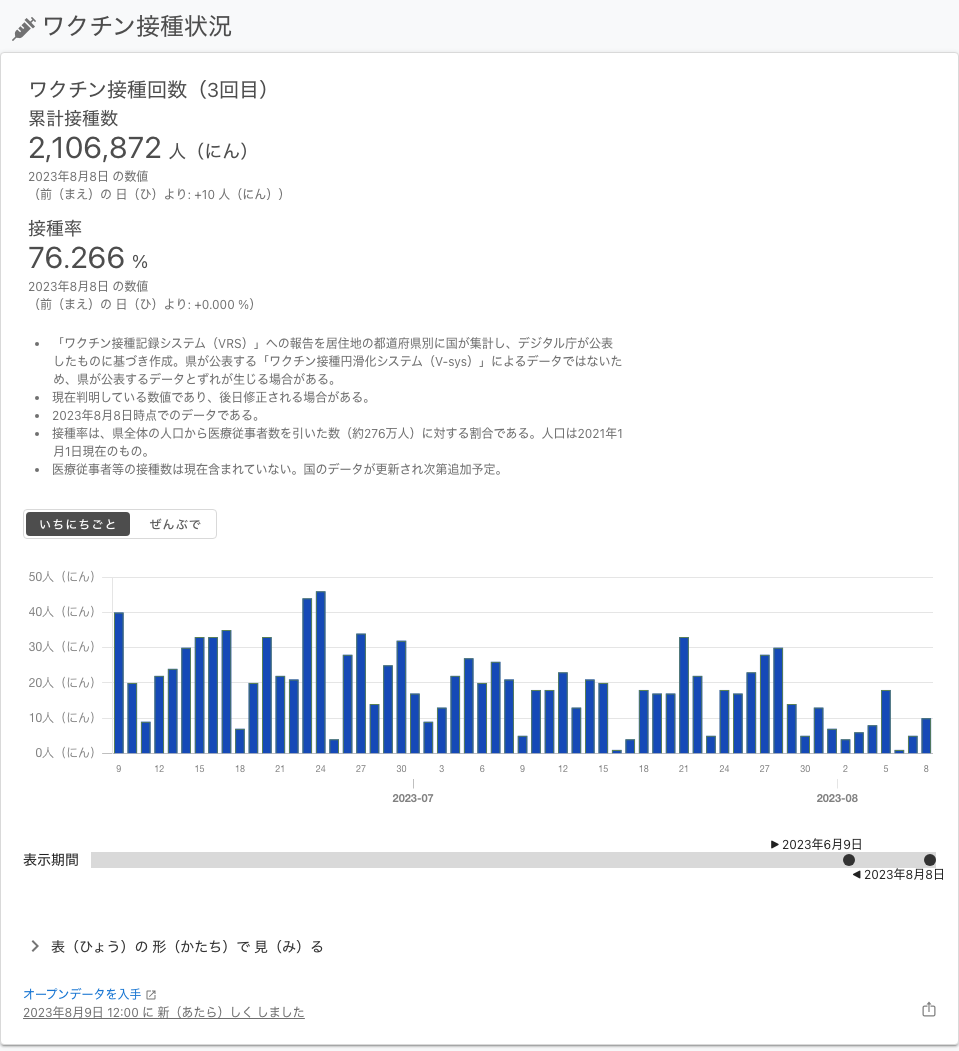 ワクチン接種状況
ワクチン接種回数（3回目）
累計接種数
2,106,872 人（にん）
2023年8月8日 の数値
（前（まえ）の 日（ひ）より: +10 人（にん））
接種率
76.266 %
2023年8月8日 の数値
（前（まえ）の 日（ひ）より: +0.000 %）
• 「ワクチン接種記録システム（VRS）」への報告を居住地の都道府県別に国が集計し、デジタル庁が公表
したものに基づき作成。県が公表する「ワクチン接種円滑化システム（V-sys）」によるデータではないた
め、県が公表するデータとずれが生じる場合がある。
• 現在判明している数値であり、後日修正される場合がある。
• 2023年8月8日時点でのデータである。
• 接種率は、県全体の人口から医療従事者数を引いた数（約276万人）に対する割合である。人口は2021年1
月1日現在のもの。
• 医療従事者等の接種数は現在含まれていない。国のデータが更新され次第追加予定。
いちにちごと ぜんぶで
50人（にん）
40人（にん）
30人（にん）
20人（にん）
10人（にん）
0人（にん）
9 12 15 18 21 24 27 30 3 6 9 12 15 18 21 24 27 30 2 5 8
2023-07 2023-08
▶ 2023年6月9日
表示期間
◀ 2023年8月8日
表（ひょう）の 形（かたち）で 見（み）る
オープンデータを入手
2023年8月9日 12:00 に 新（あたら）しく しました